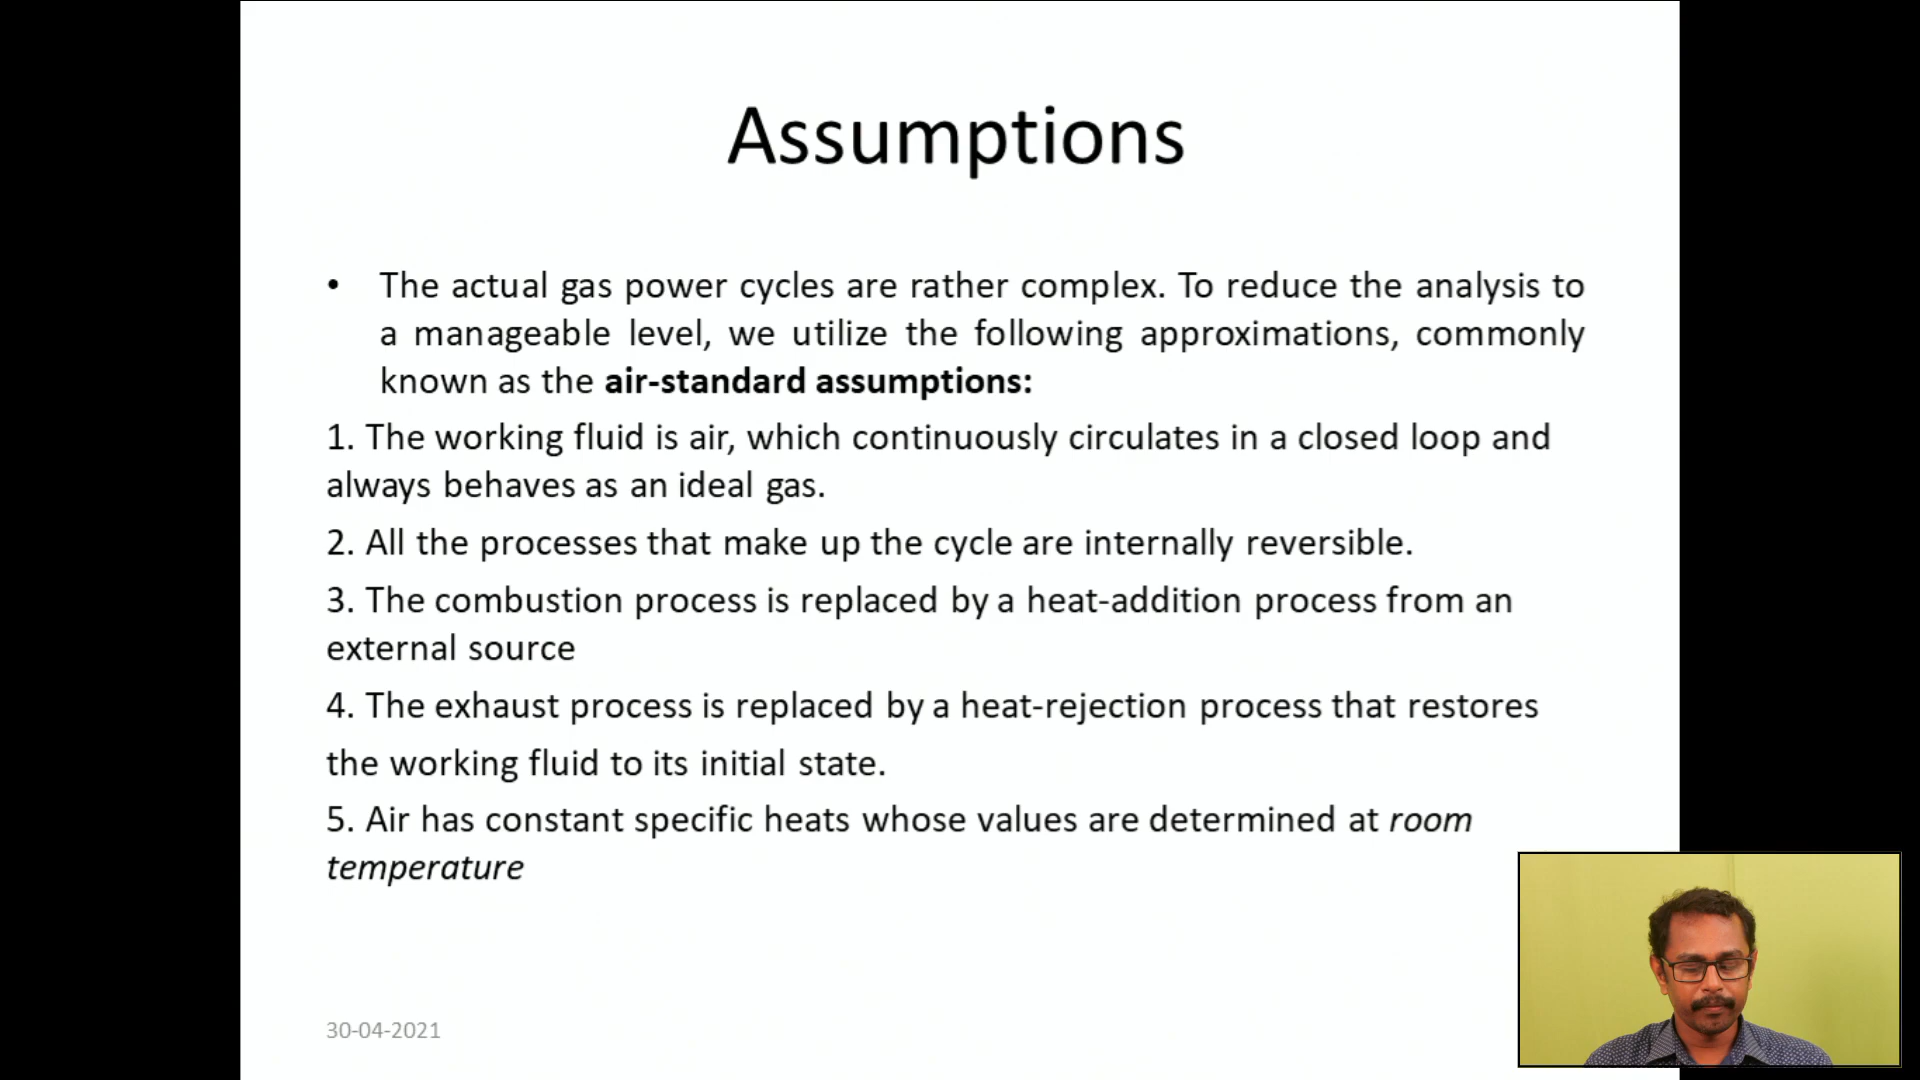 Assumptions
• The actual gas power cycles are rather complex. To reduce the analysis to
a manageable level, we utilize the following approximations, commonly
known as the air-standard assumptions:
1. The working fluid is air, which continuously circulates in a closed loop and
always behaves as an ideal gas.
2. All the processes that make up the cycle are internally reversible.
3. The combustion process is replaced by a heat-addition process from an
external source
4. The exhaust process is replaced by a heat-rejection process that restores
the working fluid to its initial state.
5. Air has constant specific heats whose values are determined at room
temperature
30-04-2021